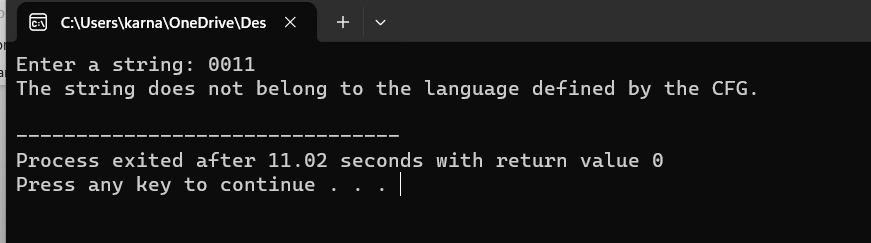 C:\Users\karna\OneDrive\Des
Enter a string: 0011
The string does not belong to the language defined by the CFG.
--------------------------------
Process exited after 11.02 seconds with return value 0
Press any key to continue . . .